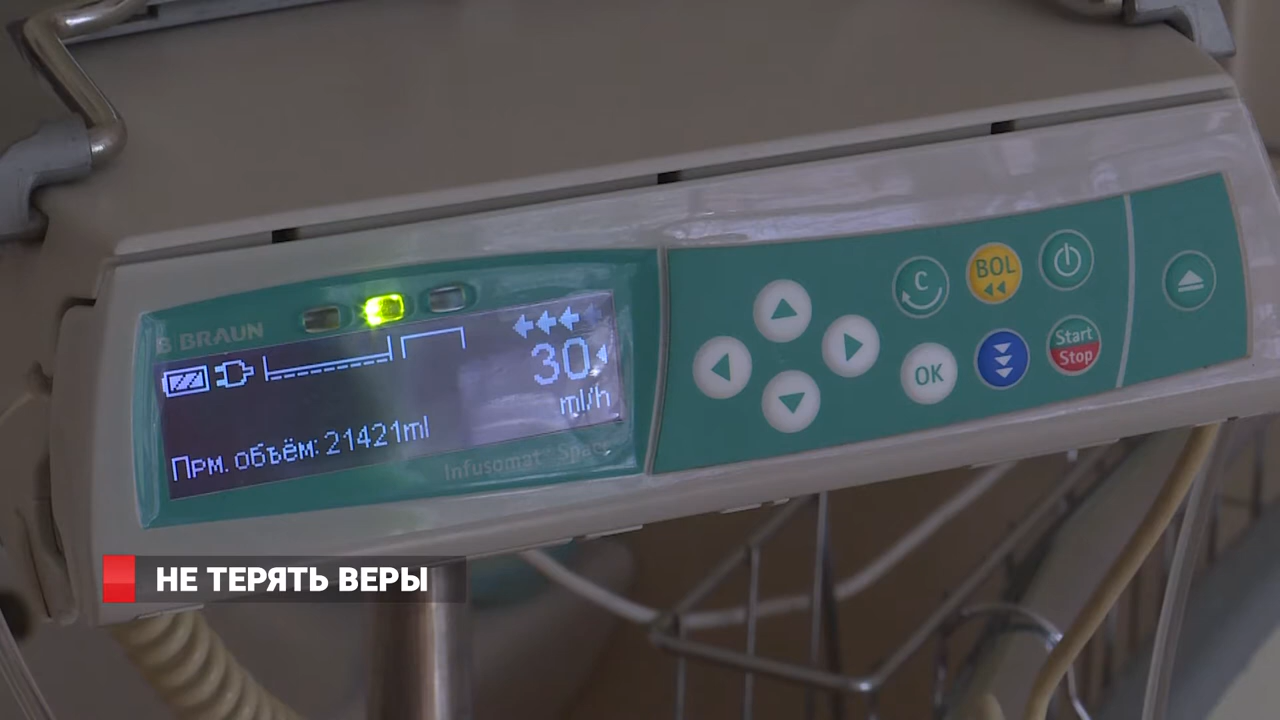 B BRAUN
30
ml/h
Прм. объём: 21421ml
Infusomat® Space
C
BOL
OK
Start
Stop
НЕ ТЕРЯТЬ ВЕРЫ